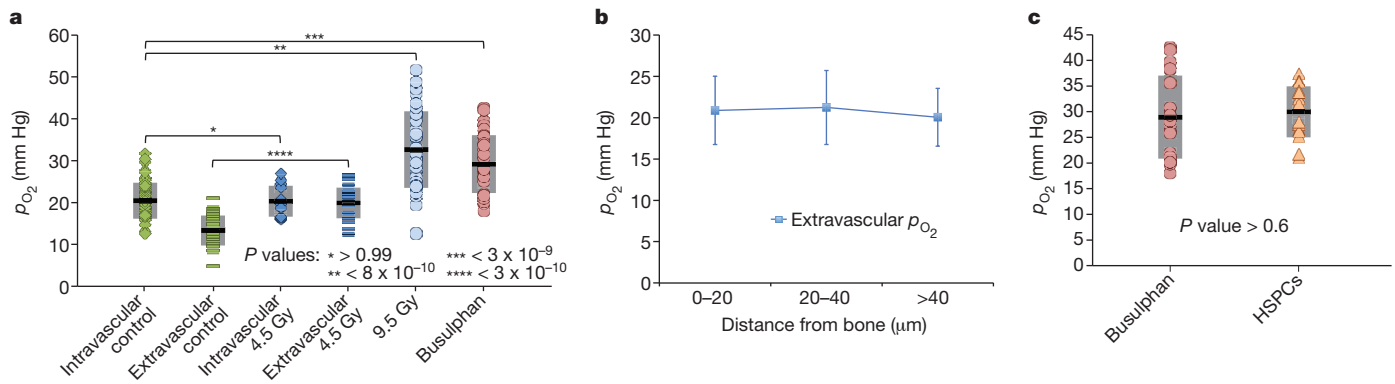 a
60
50
40
30
20
10
0
pO2 (mm Hg)
***
**
*
****
P values: * > 0.99
** < 8 x 10–10
*** < 3 x 10–9
**** < 3 x 10–10
Intravascular
control
Extravascular
control
Intravascular
4.5 Gy
Extravascular
4.5 Gy
9.5 Gy
Busulphan
b
30
25
20
15
10
5
0
pO2 (mm Hg)
Extravascular pO2
0–20
20–40
>40
Distance from bone (μm)
c
45
40
35
30
25
20
15
10
5
0
pO2 (mm Hg)
P value > 0.6
Busulphan
HSPCs